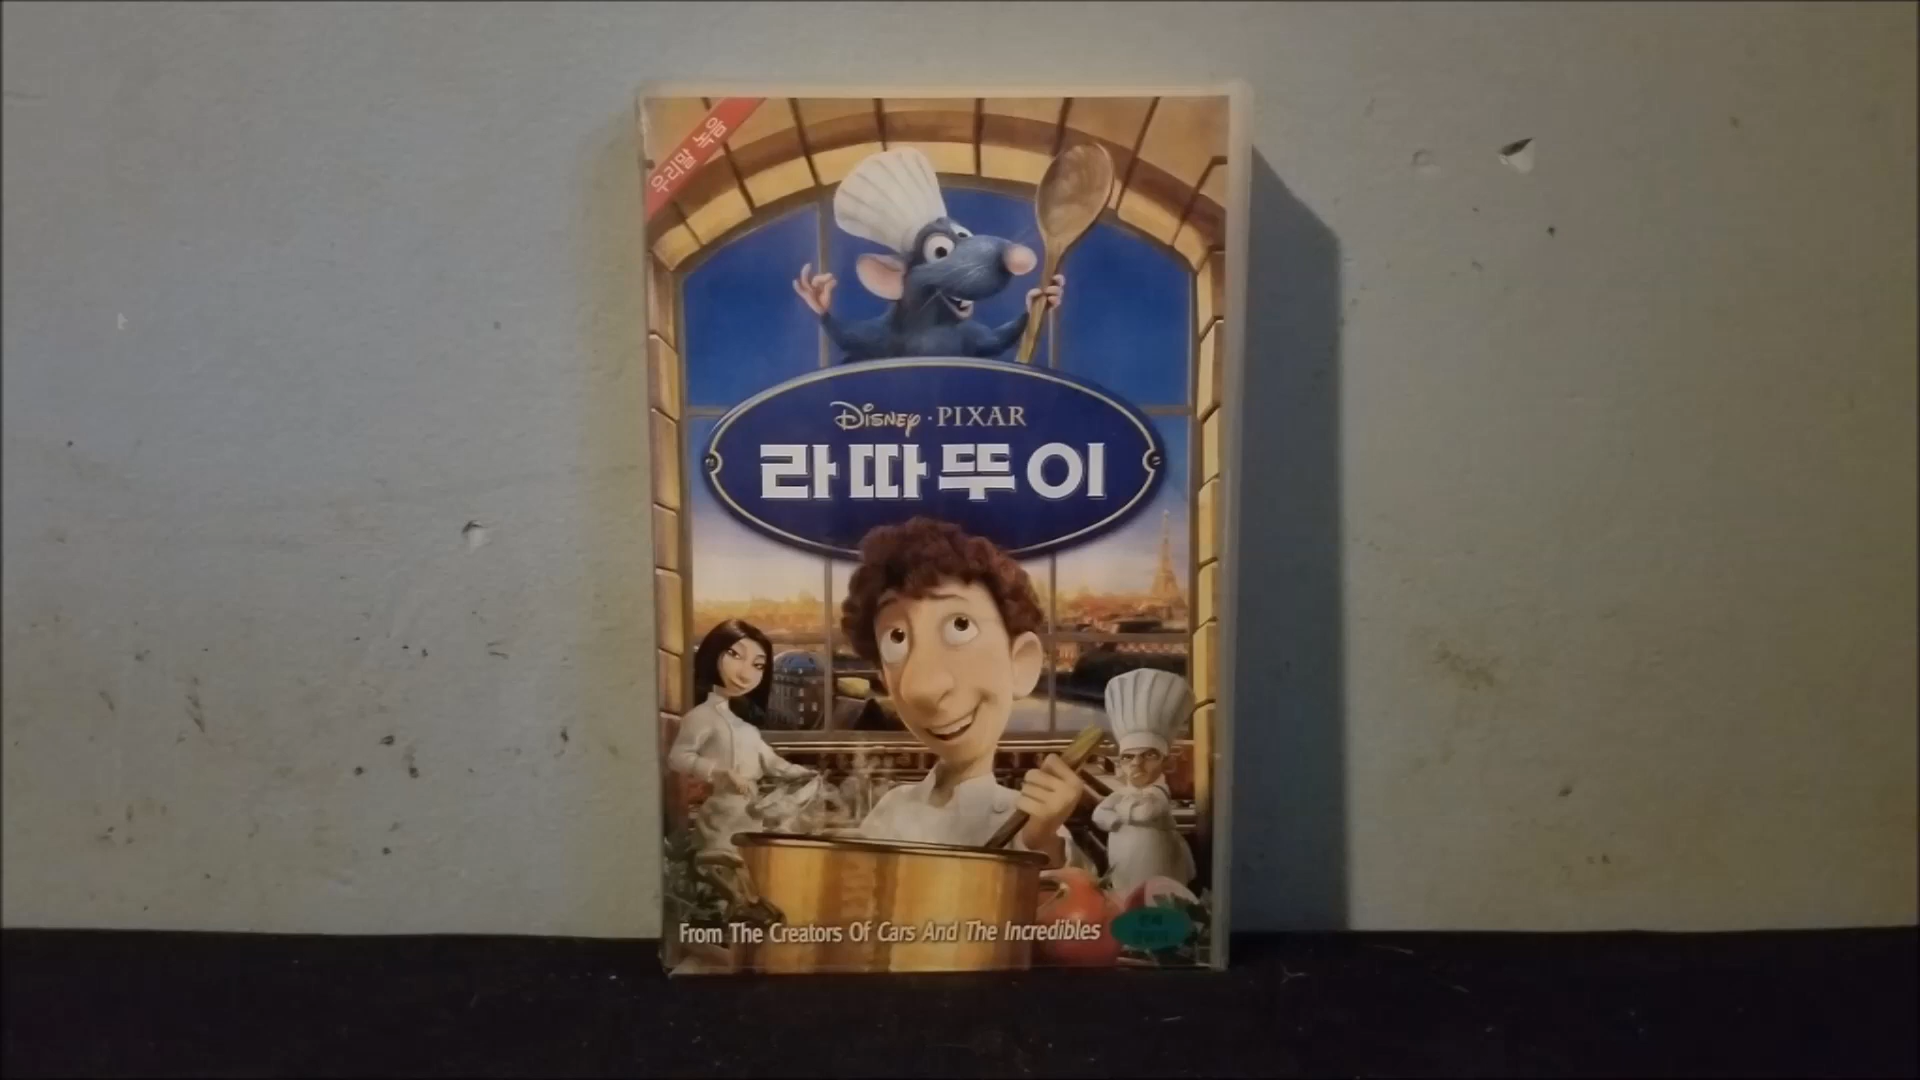 우리말 녹음
Disney·PIXAR
라따뚜이
From The Creators Of Cars And The Incredibles